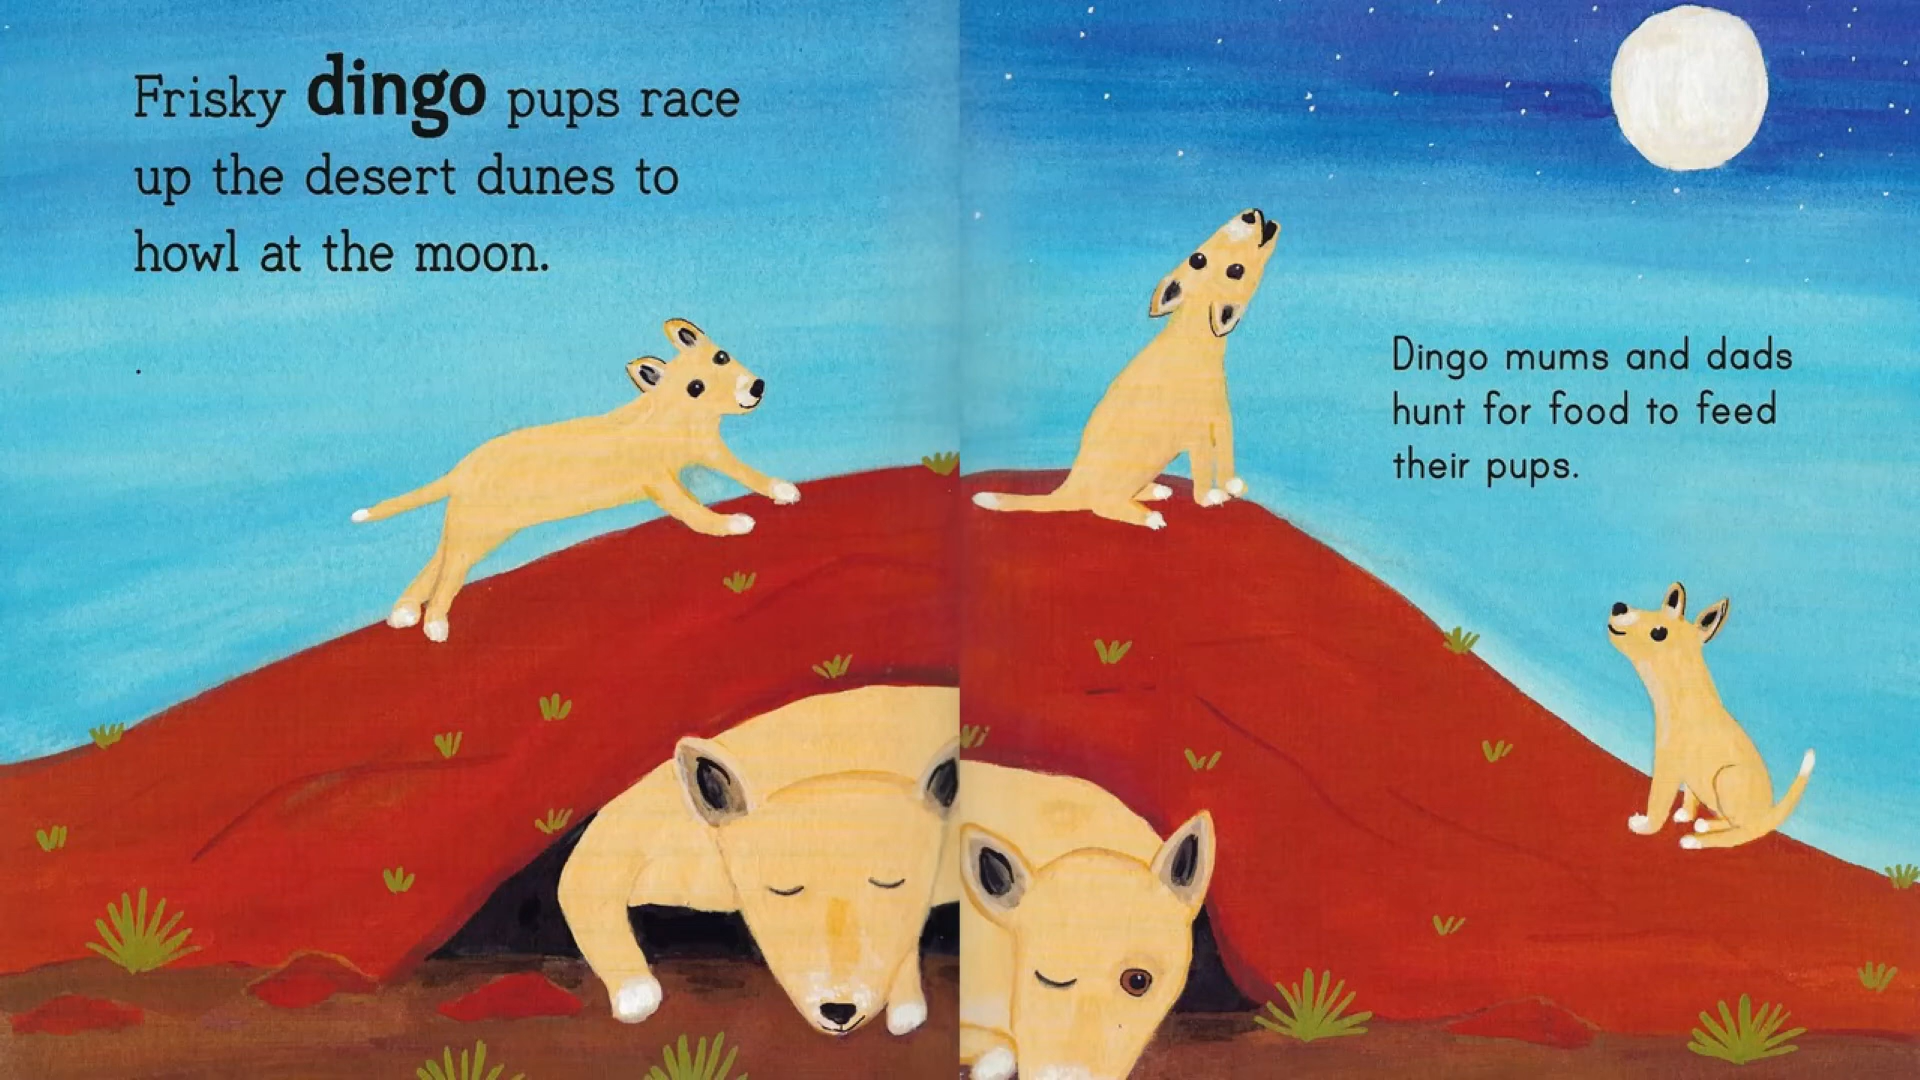 Frisky dingo pups race
up the desert dunes to
howl at the moon.
Dingo mums and dads
hunt for food to feed
their pups.